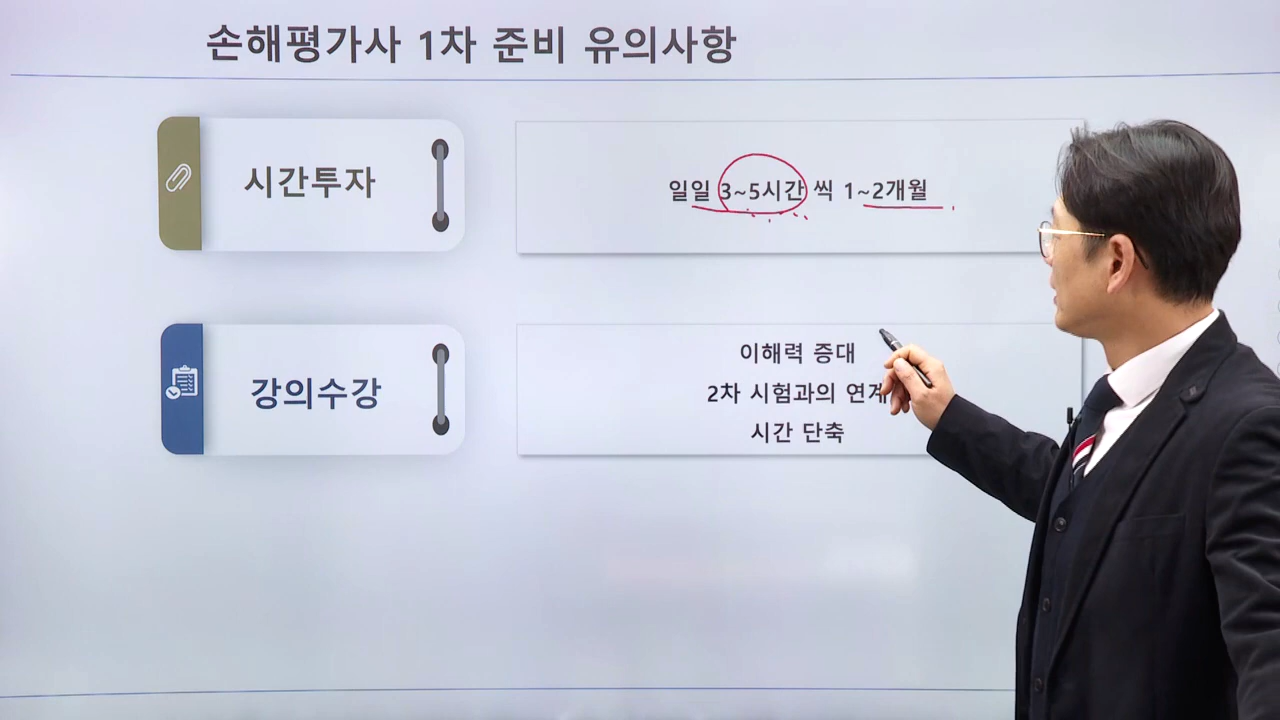 손해평가사 1차 준비 유의사항
시간투자
일일 3~5시간 씩 1~2개월
강의수강
이해력 증대
2차 시험과의 연계
시간 단축